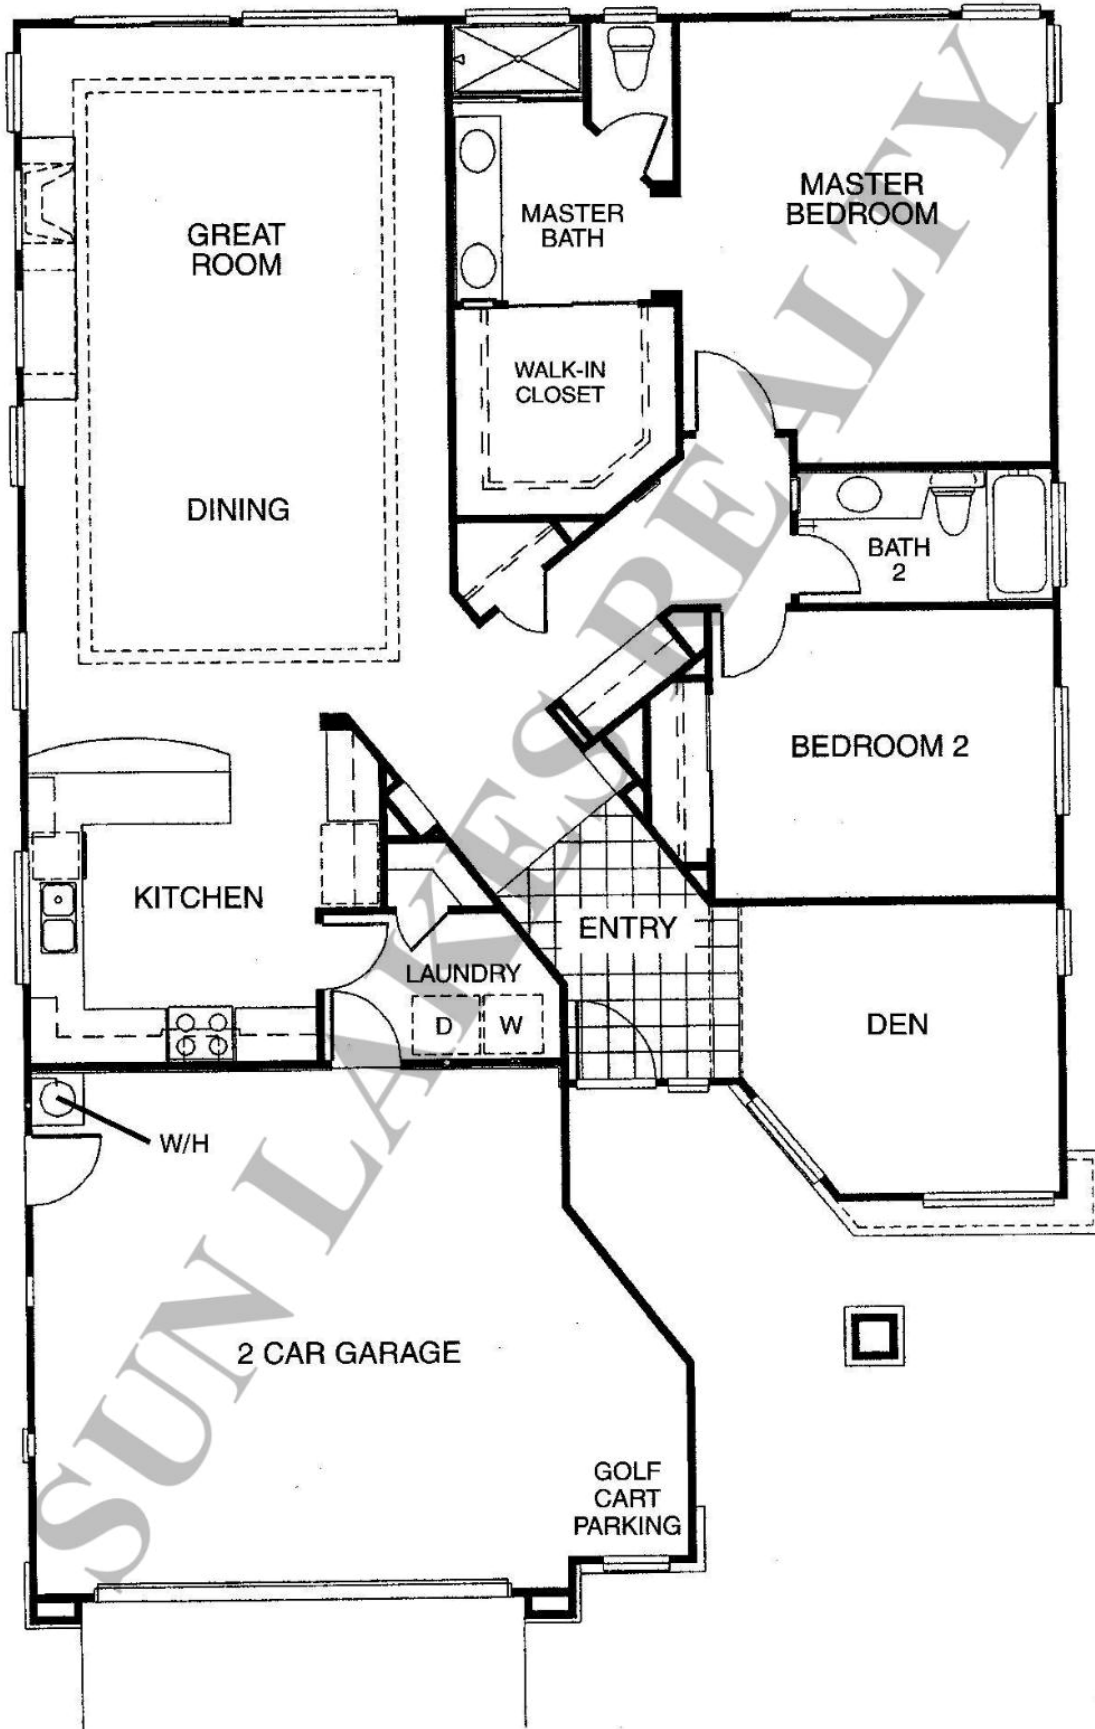 GREAT
ROOM
MASTER
BATH
MASTER
BEDROOM
WALK-IN
CLOSET
DINING
BATH
2
BEDROOM 2
KITCHEN
ENTRY
LAUNDRY
D
W
DEN
W/H
2 CAR GARAGE
GOLF
CART
PARKING
SUN LAKES REALTY